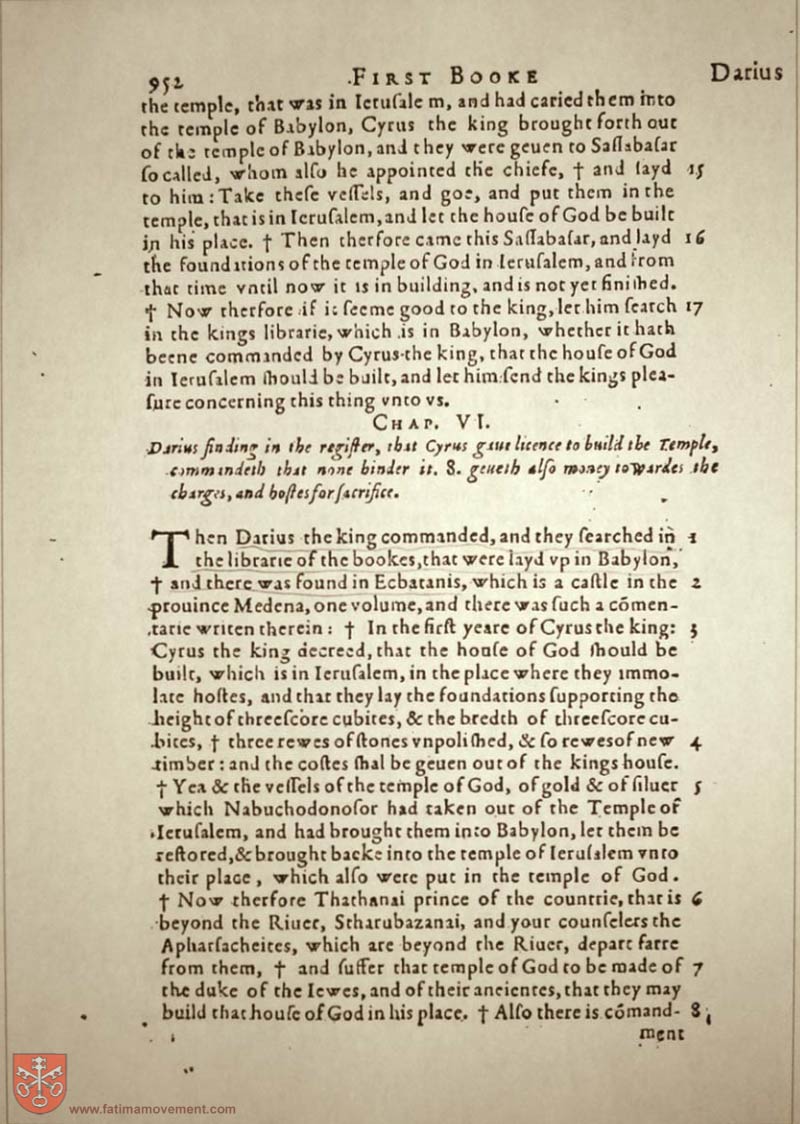 952 .FIRST BOOKE Darius
the temple, that was in Ieruſale m, and had caried them into
the temple of Babylon, Cyrus the king brought forth out
of the temple of Babylon, and they were geuen to Saſſabaſar
ſo called, whom alſo he appointed the chiefe, † and ſayd 15
to him: Take theſe veſſels, and goe, and put them in the
temple, that is in Ieruſalem, and let the houſe of God be built
in his place. † Then therfore came this Saſſabaſar, and layd 16
the foundations of the temple of God in Ieruſalem, and from
that time vntil now it is in building, and is not yet finiſhed.
† Now therfore if it ſeeme good to the king, let him ſearch 17
in the kings librarie, which is in Babylon, whether it hath
beene commanded by Cyrus the king, that the houſe of God
in Ieruſalem ſhould be built, and let him ſend the kings plea-
ſure concerning this thing vnto vs.
CHAP. VI.
Darius finding in the regiſter, that Cyrus gaue licence to build the Temple,
commandeth that none hinder it. 8. geueth alſo money towardes the
charges, and hoſtes for ſacrifice.
Then Darius the king commanded, and they ſearched in 1
the librarie of the bookes, that were layd vp in Babylon,
† and there was found in Ecbatanis, which is a caſtle in the 2
prouince Medena, one volume, and there was ſuch a cōmen-
tarie writen therein: † In the firſt yeare of Cyrus the king: 3
Cyrus the king decreed, that the houſe of God ſhould be
built, which is in Ieruſalem, in the place where they immo-
late hoſtes, and that they lay the foundations ſupporting the
height of threeſcore cubites, & the bredth of threeſcore cu-
bites, † three rewes of ſtones vnpoliſhed, & ſo rewes of new 4
timber: and the coſtes ſhal be geuen out of the kings houſe.
† Yea & the veſſels of the temple of God, of gold & of ſiluer 5
which Nabuchodonoſor had taken out of the Temple of
Ieruſalem, and had brought them into Babylon, let them be
reſtored, & brought backe into the temple of Ieruſalem vnto
their place, which alſo were put in the temple of God.
† Now therfore Thathanai prince of the countrie, that is 6
beyond the Riuer, Stharubazanai, and your counſelers the
Apharſacheites, which are beyond the Riuer, depart farre
from them, † and ſuffer that temple of God to be made of 7
the duke of the Iewes, and of their ancientes, that they may
build that houſe of God in his place. † Alſo there is cōmand- 8
ment
www.fatimamovement.com